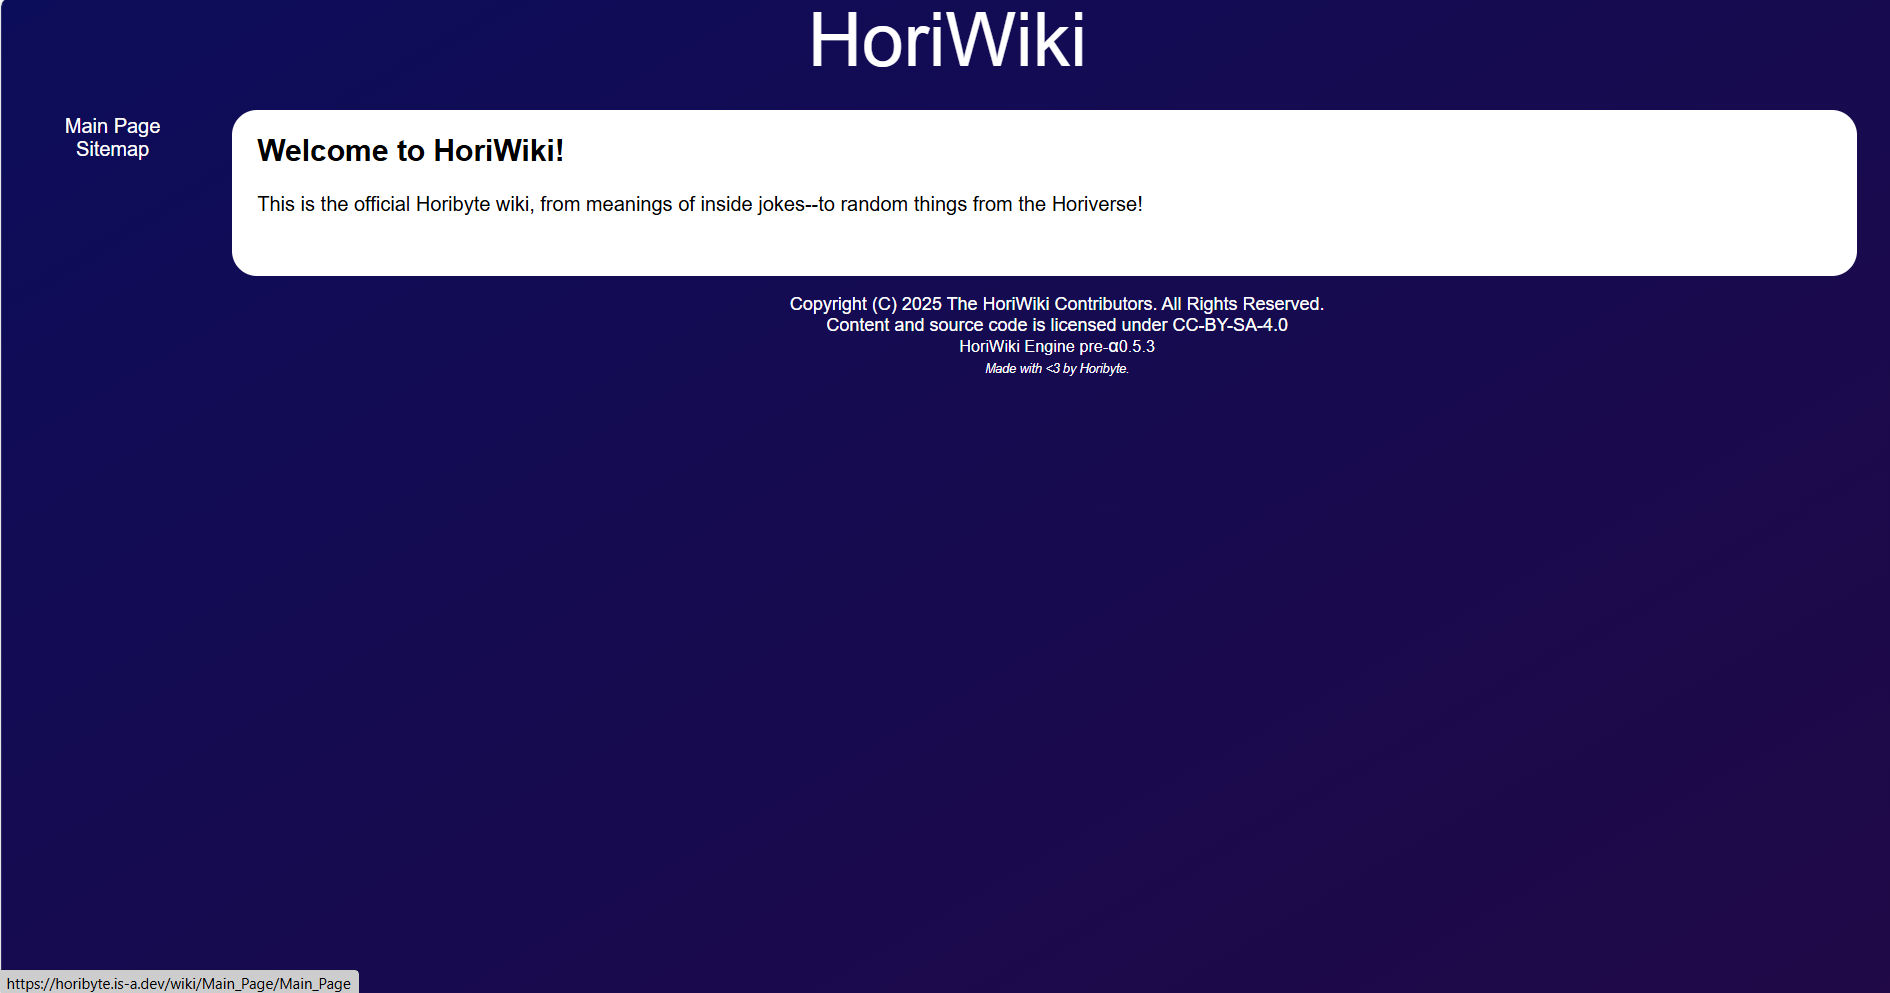 HoriWiki
Main Page
Sitemap
Welcome to HoriWiki!
This is the official Horibyte wiki, from meanings of inside jokes--to random things from the Horiverse!
Copyright (C) 2025 The HoriWiki Contributors. All Rights Reserved.
Content and source code is licensed under CC-BY-SA-4.0
HoriWiki Engine pre-α0.5.3
Made with <3 by Horibyte.
https://horibyte.is-a.dev/wiki/Main_Page/Main_Page